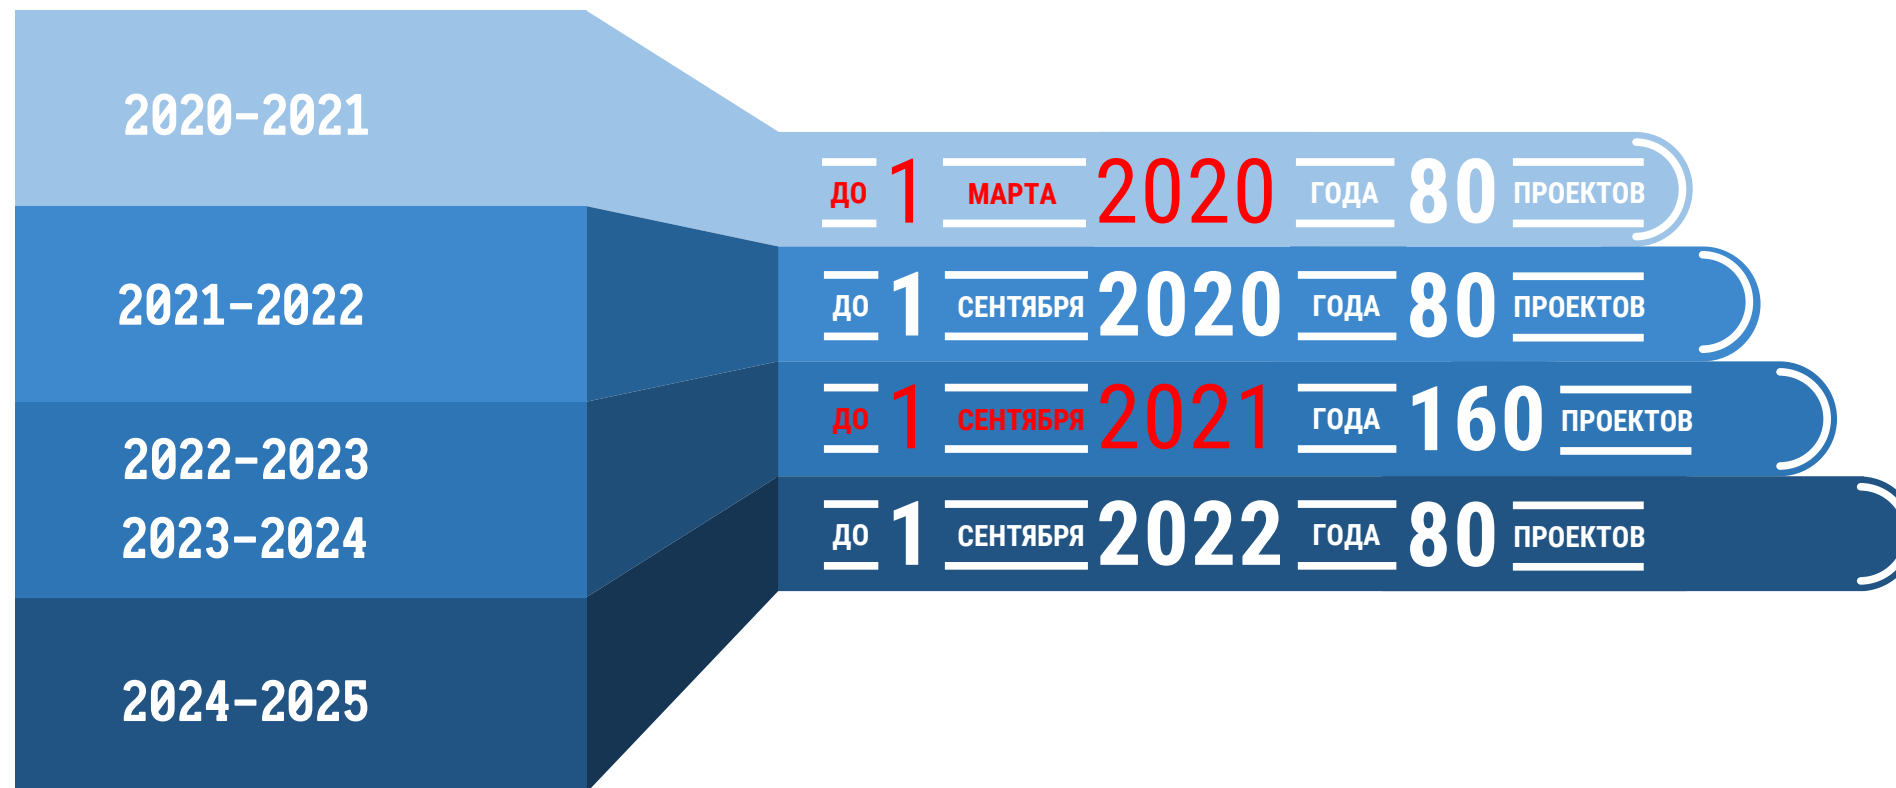 2020-2021
ДО 1 МАРТА 2020 ГОДА 80 ПРОЕКТОВ
2021-2022
ДО 1 СЕНТЯБРЯ 2020 ГОДА 80 ПРОЕКТОВ
2022-2023
2023-2024
ДО 1 СЕНТЯБРЯ 2021 ГОДА 160 ПРОЕКТОВ
2024-2025
ДО 1 СЕНТЯБРЯ 2022 ГОДА 80 ПРОЕКТОВ